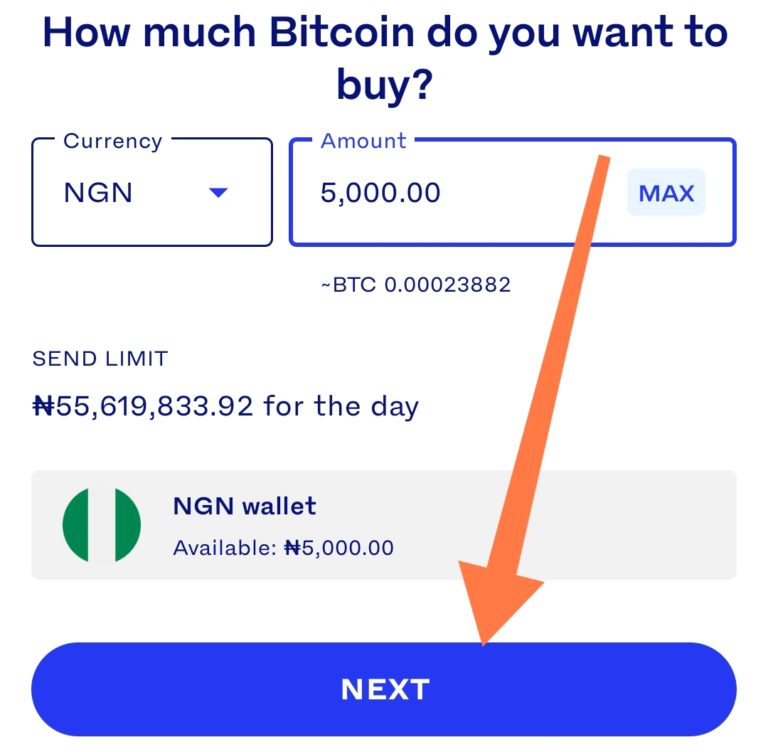 How much Bitcoin do you want to
buy?
Currency
Amount
NGN
5,000.00
MAX
~BTC 0.00023882
SEND LIMIT
₦55,619,833.92 for the day
NGN wallet
Available: ₦5,000.00
NEXT